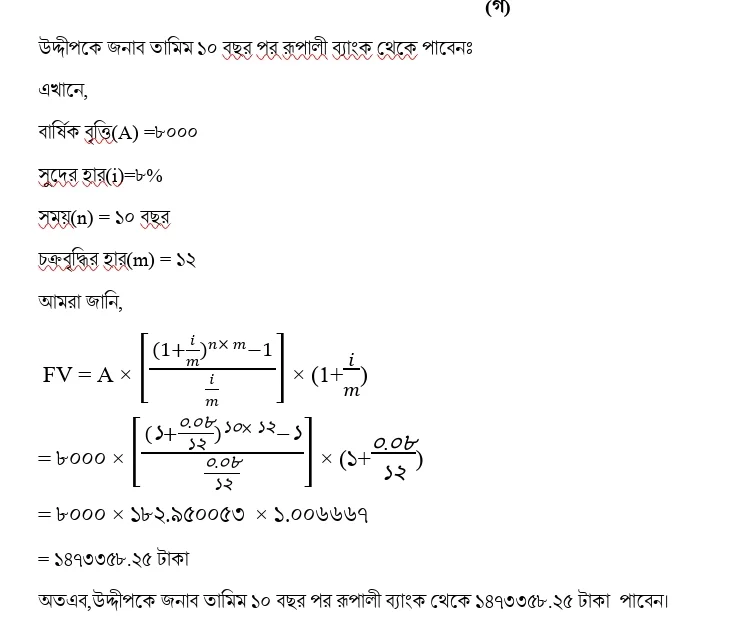 (গ)
উদ্দীপকে জনাব তামিম ১০ বছর পর রূপালী ব্যাংক থেকে পাবেনঃ
এখানে,
বার্ষিক বৃত্তি(A) =৮০০০
সুদের হার(i)=৮%
সময়(n) = ১০ বছর
চক্রবৃদ্ধির হার(m) = ১২
আমরা জানি,
FV = A × [((1+i/m)^(n×m)−1)/(i/m)] × (1+i/m)
= ৮০০০ × [((১+০.০৮/১২)^(১০×১২)−১)/(০.০৮/১২)] × (১+০.০৮/১২)
= ৮০০০ × ১৮২.৯৫০০৫৩ × ১.০০৬৬৬৭
= ১৪৭৩৩৫৮.২৫ টাকা
অতএব,উদ্দীপকে জনাব তামিম ১০ বছর পর রূপালী ব্যাংক থেকে ১৪৭৩৩৫৮.২৫ টাকা পাবেন।